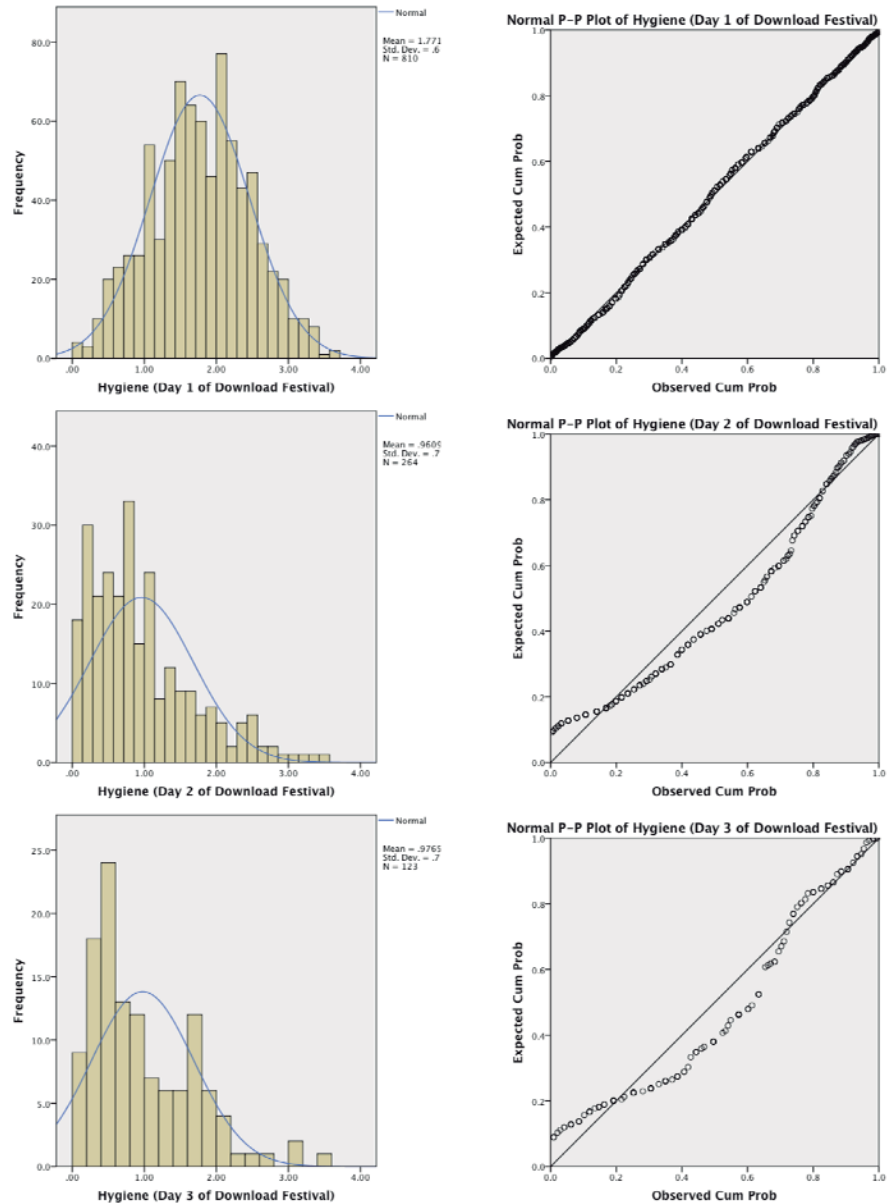 Normal
Mean = 1.771
Std. Dev. = .6
N = 810
80.0
60.0
40.0
20.0
0.0
Frequency
.00 1.00 2.00 3.00 4.00
Hygiene (Day 1 of Download Festival)
Normal P-P Plot of Hygiene (Day 1 of Download Festival)
1.0
0.8
0.6
0.4
0.2
0.0
Expected Cum Prob
0.0 0.2 0.4 0.6 0.8 1.0
Observed Cum Prob
Normal
Mean = .9609
Std. Dev. = .7
N = 264
40.0
30.0
20.0
10.0
0.0
Frequency
.00 1.00 2.00 3.00 4.00
Hygiene (Day 2 of Download Festival)
Normal P-P Plot of Hygiene (Day 2 of Download Festival)
1.0
0.8
0.6
0.4
0.2
0.0
Expected Cum Prob
0.0 0.2 0.4 0.6 0.8 1.0
Observed Cum Prob
Normal
Mean = .9765
Std. Dev. = .7
N = 123
25.0
20.0
15.0
10.0
5.0
0.0
Frequency
.00 1.00 2.00 3.00 4.00
Hygiene (Day 3 of Download Festival)
Normal P-P Plot of Hygiene (Day 3 of Download Festival)
1.0
0.8
0.6
0.4
0.2
0.0
Expected Cum Prob
0.0 0.2 0.4 0.6 0.8 1.0
Observed Cum Prob